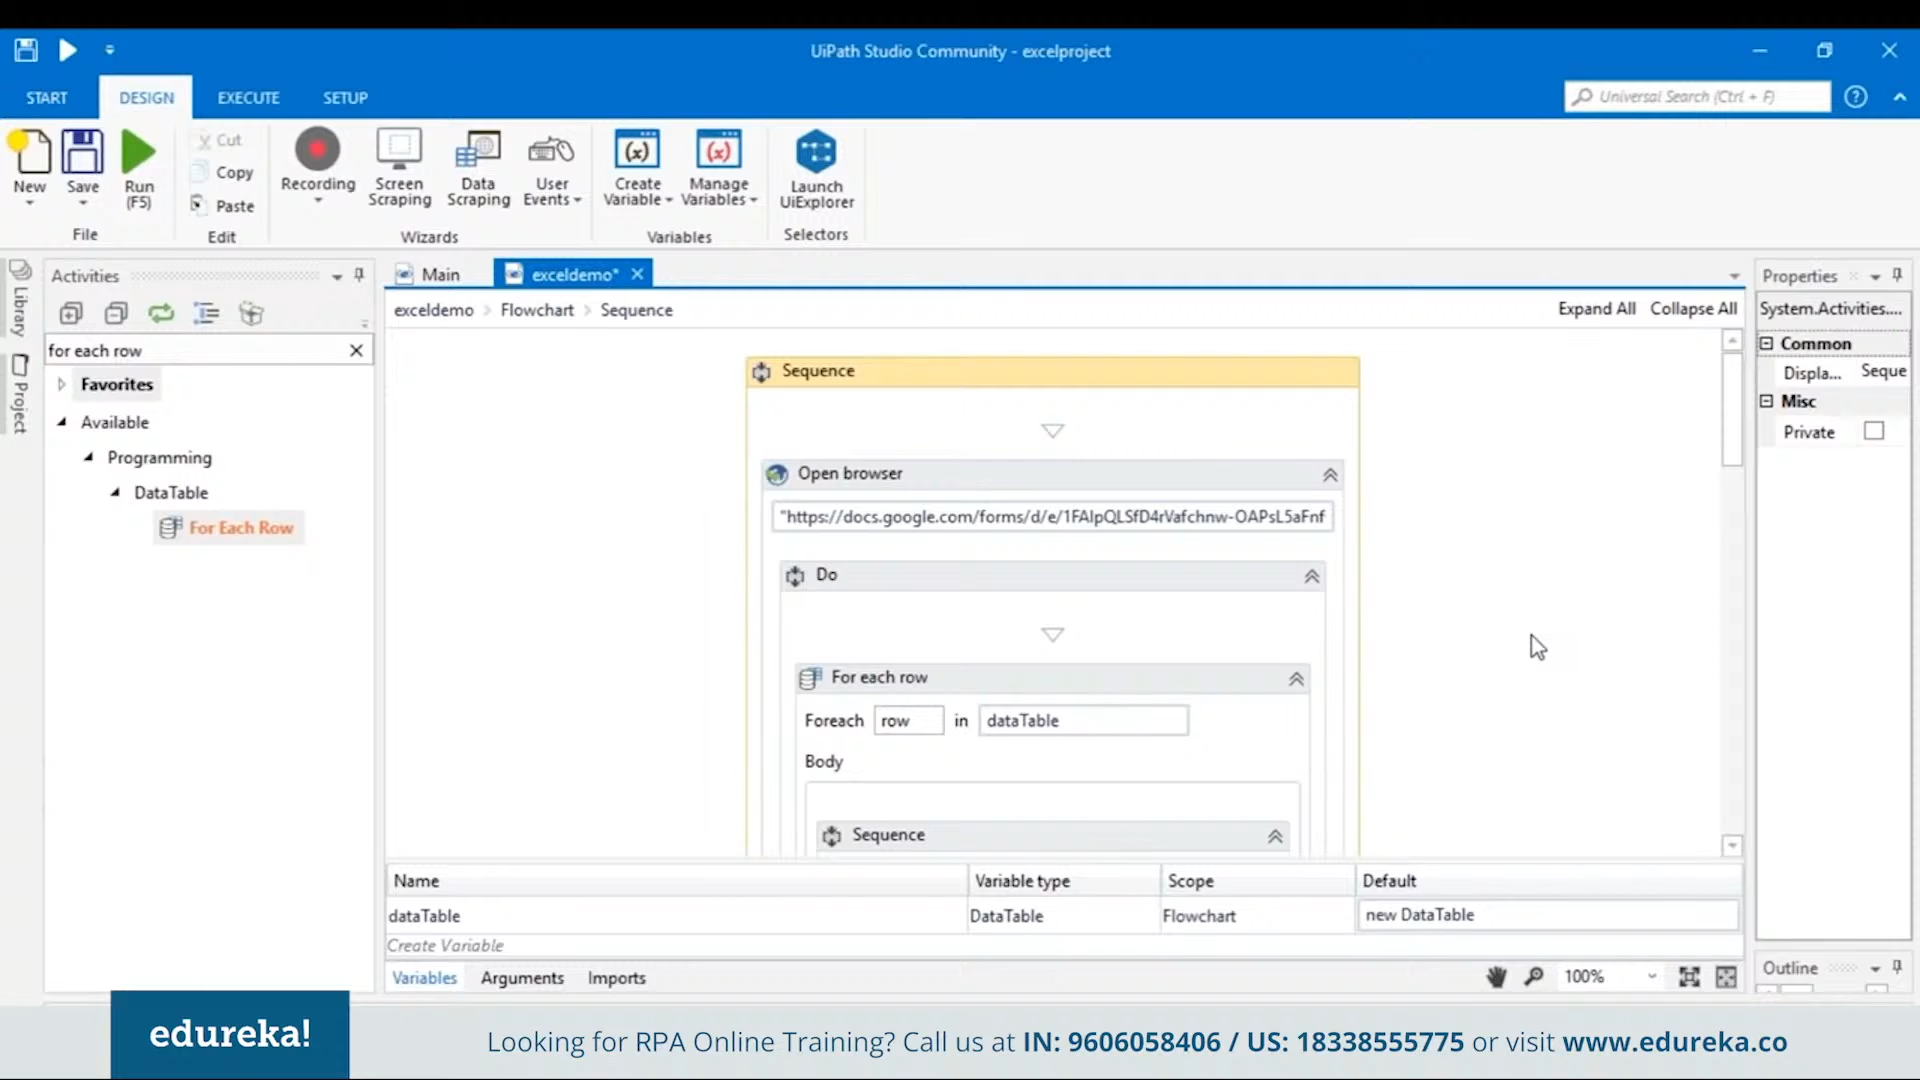 UiPath Studio Community - excelproject
START DESIGN EXECUTE SETUP
Universal Search (Ctrl + F)
New
Save
Run
(F5)
File
Cut
Copy
Paste
Edit
Recording
Screen
Scraping
Data
Scraping
User
Events
Wizards
Create
Variable
Manage
Variables
Variables
Launch
UiExplorer
Selectors
Library
Project
Activities
for each row
Favorites
Available
Programming
DataTable
For Each Row
Main
exceldemo*
exceldemo > Flowchart > Sequence
Expand All Collapse All
Sequence
Open browser
"https://docs.google.com/forms/d/e/1FAIpQLSfD4rVafchnw-OAPsL5aFnf
Do
For each row
Foreach row in dataTable
Body
Sequence
Name Variable type Scope Default
dataTable DataTable Flowchart new DataTable
Create Variable
Variables Arguments Imports
100%
Properties
System.Activities....
Common
Displa... Seque
Misc
Private
Outline
edureka!
Looking for RPA Online Training? Call us at IN: 9606058406 / US: 18338555775 or visit www.edureka.co